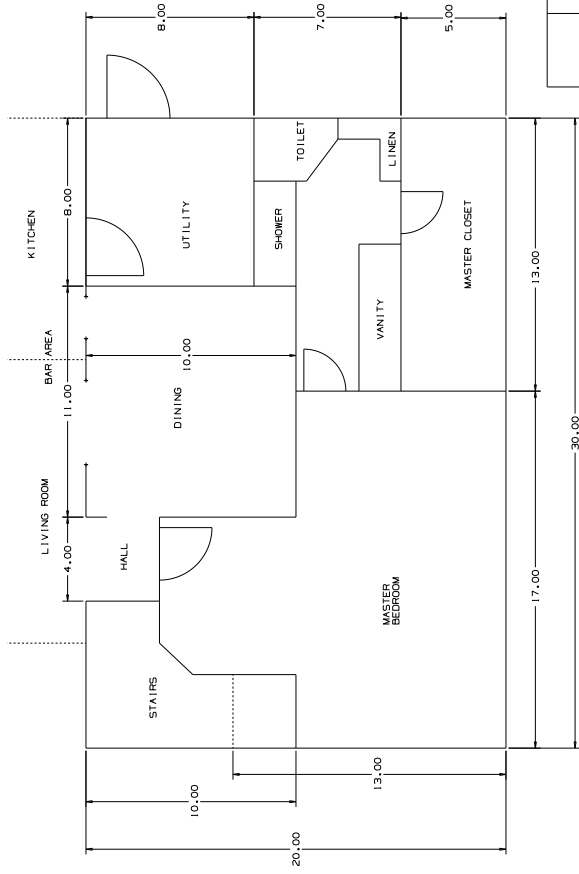 KITCHEN
BAR AREA
LIVING ROOM
8.00
11.00
4.00
8.00
7.00
5.00
UTILITY
TOILET
LINEN
SHOWER
MASTER CLOSET
VANITY
10.00
DINING
HALL
STAIRS
MASTER
BEDROOM
13.00
17.00
30.00
10.00
13.00
20.00